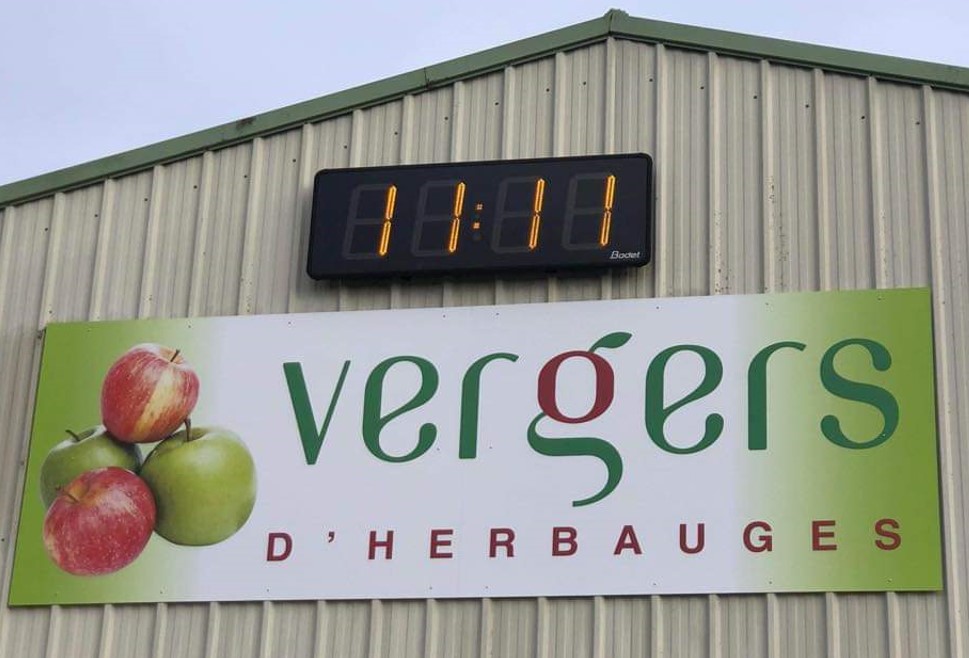 11:11
Bodet
vergers
D'HERBAUGES